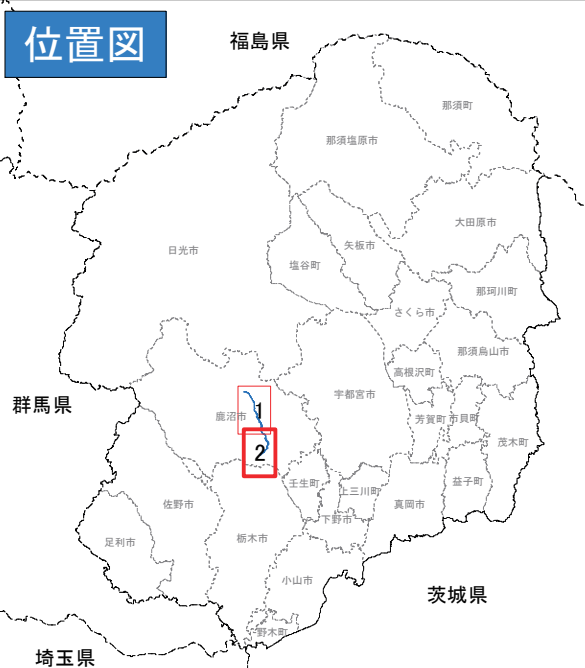 位置図
福島県
那須町
那須塩原市
大田原市
日光市
矢板市
塩谷町
那珂川町
さくら市
那須烏山市
高根沢町
宇都宮市
群馬県
鹿沼市
1
芳賀町
市貝町
茂木町
2
壬生町
上三川町
益子町
真岡市
佐野市
下野市
栃木市
足利市
小山市
茨城県
野木町
埼玉県